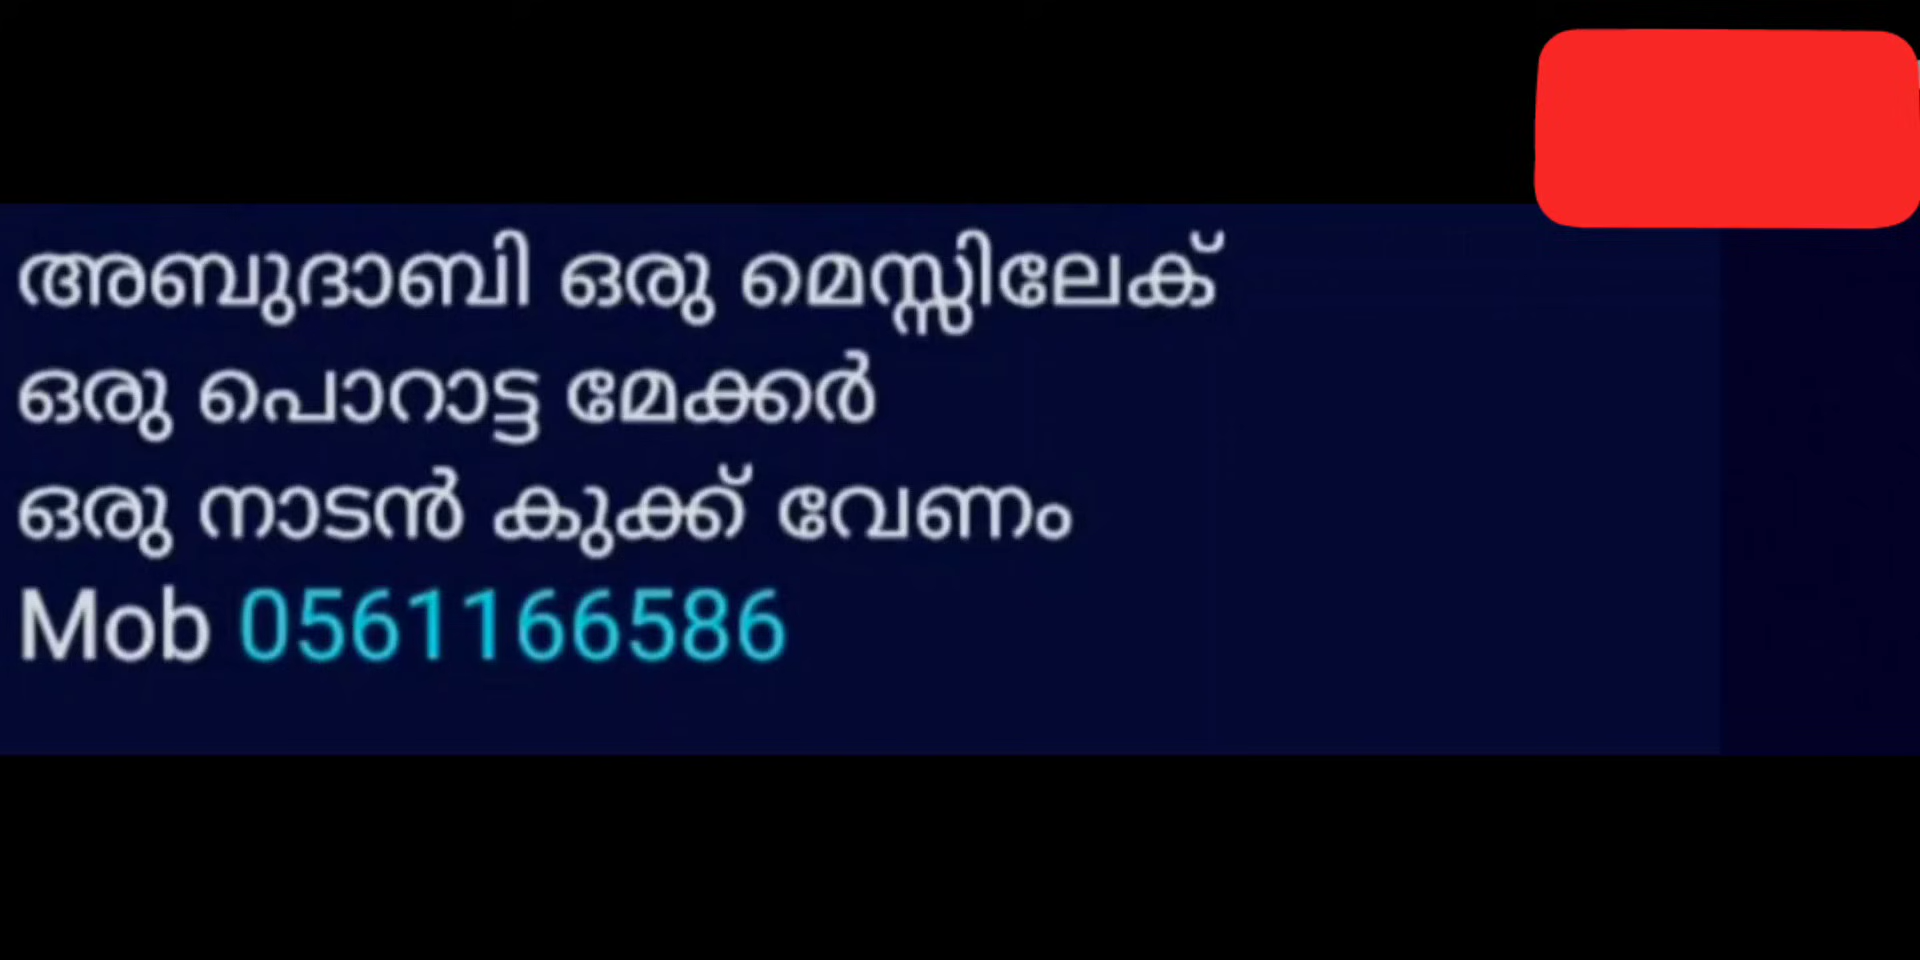 അബുദാബി ഒരു മെസ്സിലേക്
ഒരു പൊറാട്ട മേക്കർ
ഒരു നാടൻ കുക്ക് വേണം
Mob 0561166586